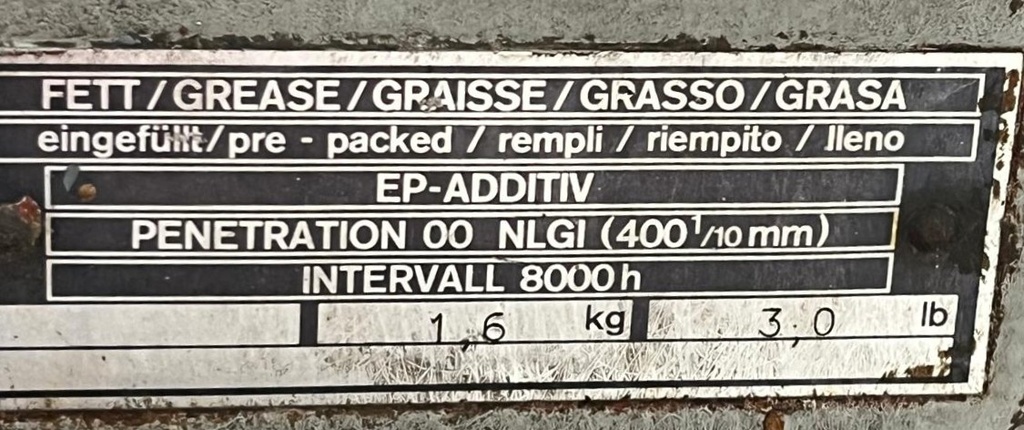 FETT / GREASE / GRAISSE / GRASSO / GRASA
eingefüllt / pre - packed / rempli / riempito / lleno
EP-ADDITIV
PENETRATION 00 NLGI (400 1/10 mm)
INTERVALL 8000 h
1,6 kg 3,0 lb